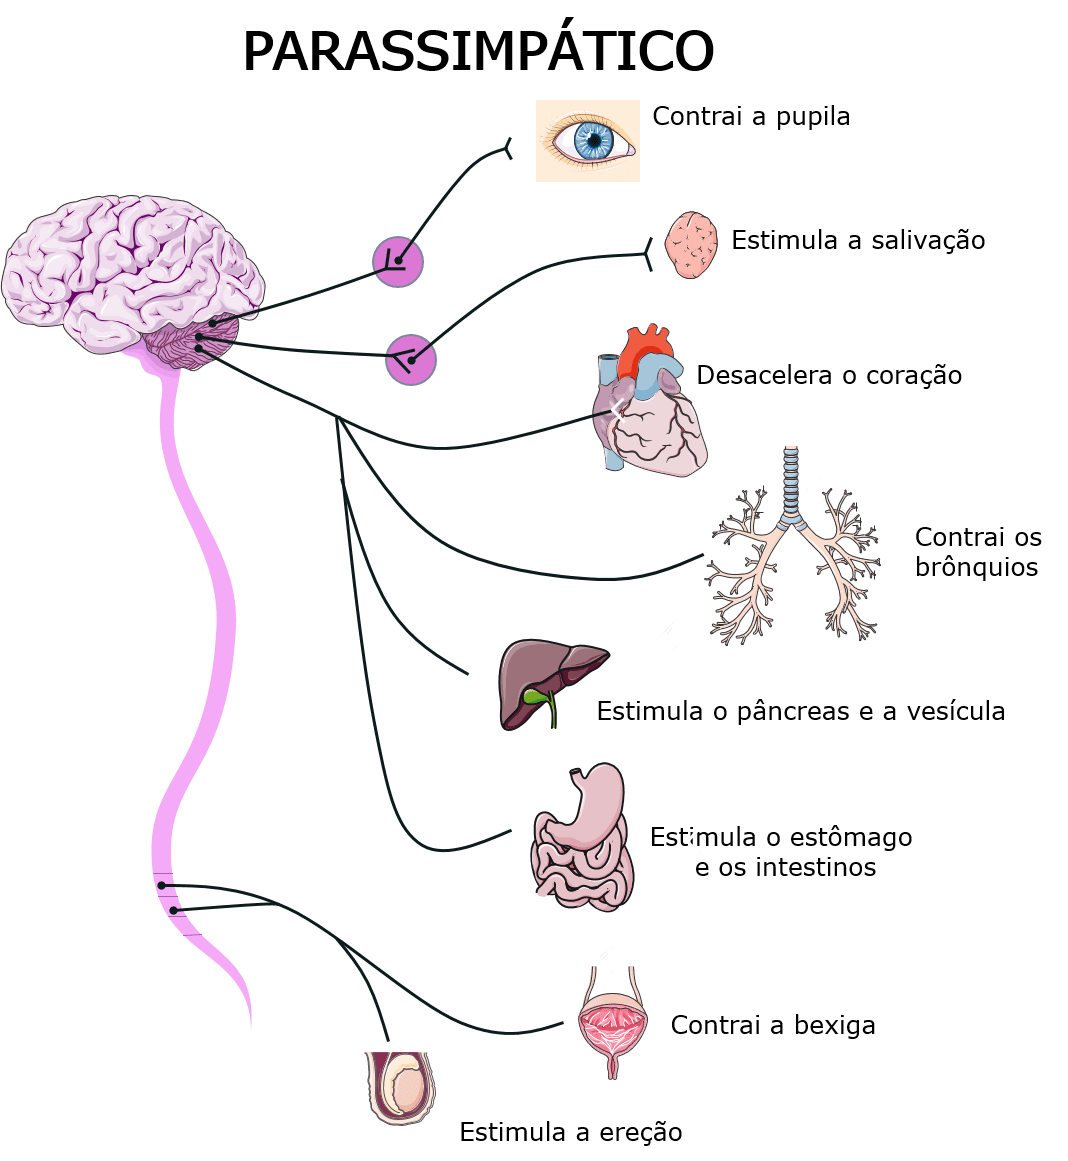 PARASSIMPÁTICO
Contrai a pupila
Estimula a salivação
Desacelera o coração
Contrai os
brônquios
Estimula o pâncreas e a vesícula
Estimula o estômago
e os intestinos
Contrai a bexiga
Estimula a ereção